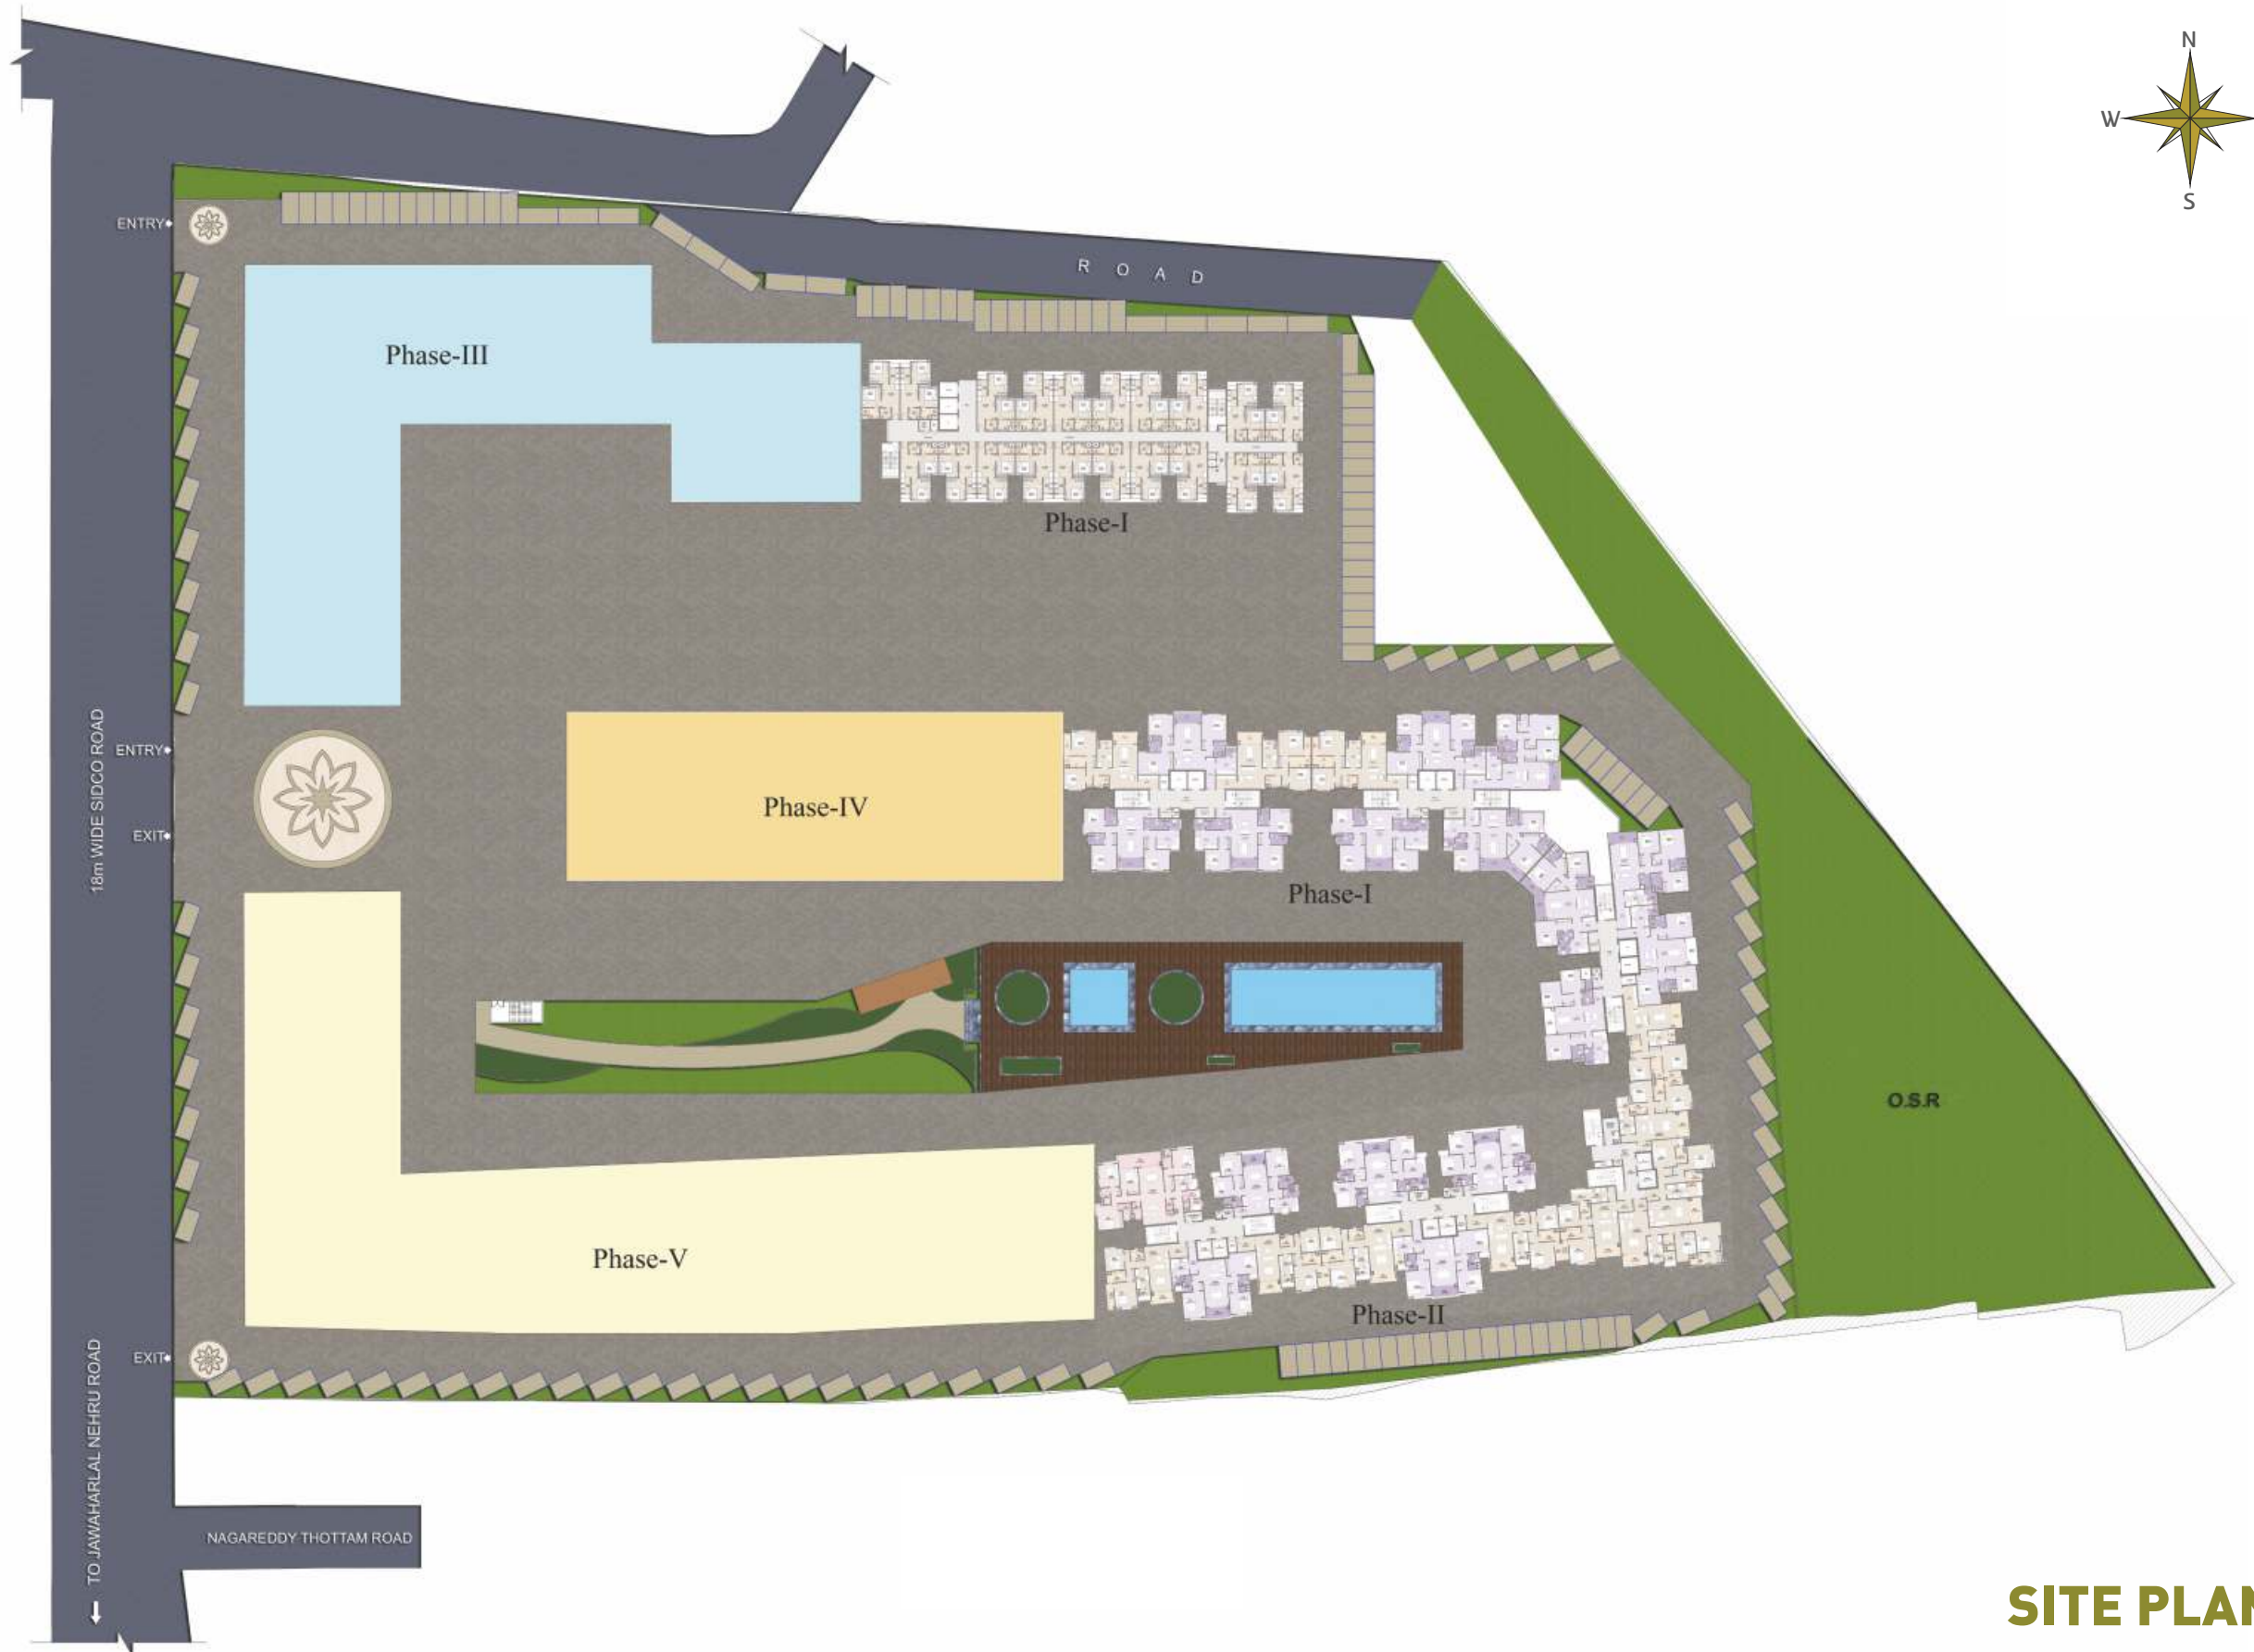 N
W
S
ENTRY
R O A D
Phase-III
Phase-I
18m WIDE SIDCO ROAD
ENTRY
EXIT
Phase-IV
Phase-I
O.S.R
Phase-V
Phase-II
EXIT
TO JAWAHARLAL NEHRU ROAD
NAGAREDDY THOTTAM ROAD
SITE PLAN